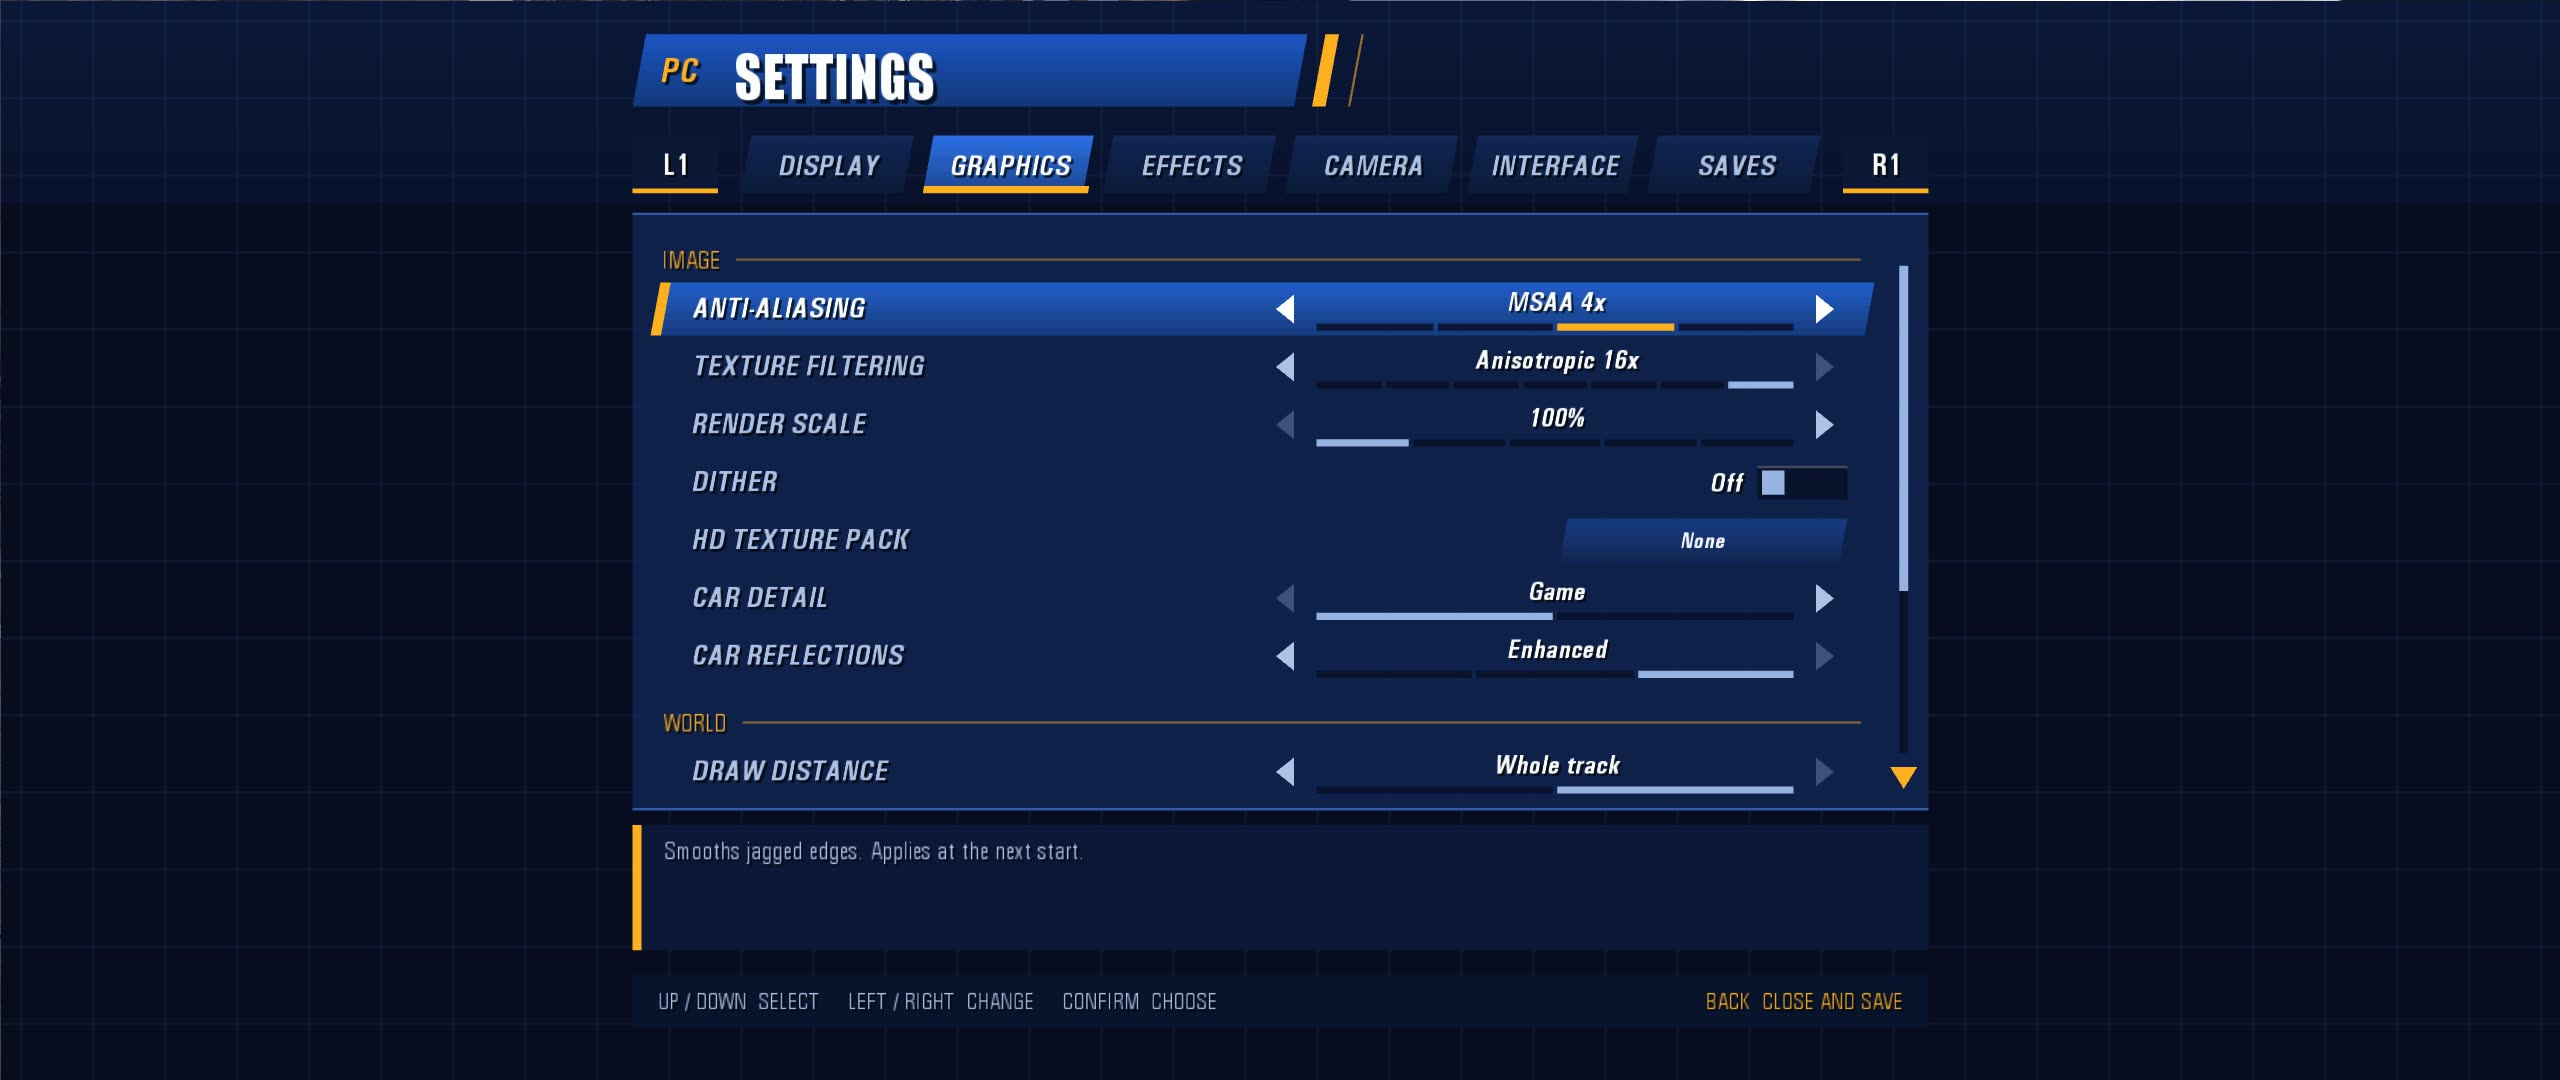 PC SETTINGS
L1 DISPLAY GRAPHICS EFFECTS CAMERA INTERFACE SAVES R1
IMAGE
ANTI-ALIASING MSAA 4x
TEXTURE FILTERING Anisotropic 16x
RENDER SCALE 100%
DITHER Off
HD TEXTURE PACK None
CAR DETAIL Game
CAR REFLECTIONS Enhanced
WORLD
DRAW DISTANCE Whole track
Smooths jagged edges. Applies at the next start.
UP / DOWN SELECT LEFT / RIGHT CHANGE CONFIRM CHOOSE BACK CLOSE AND SAVE